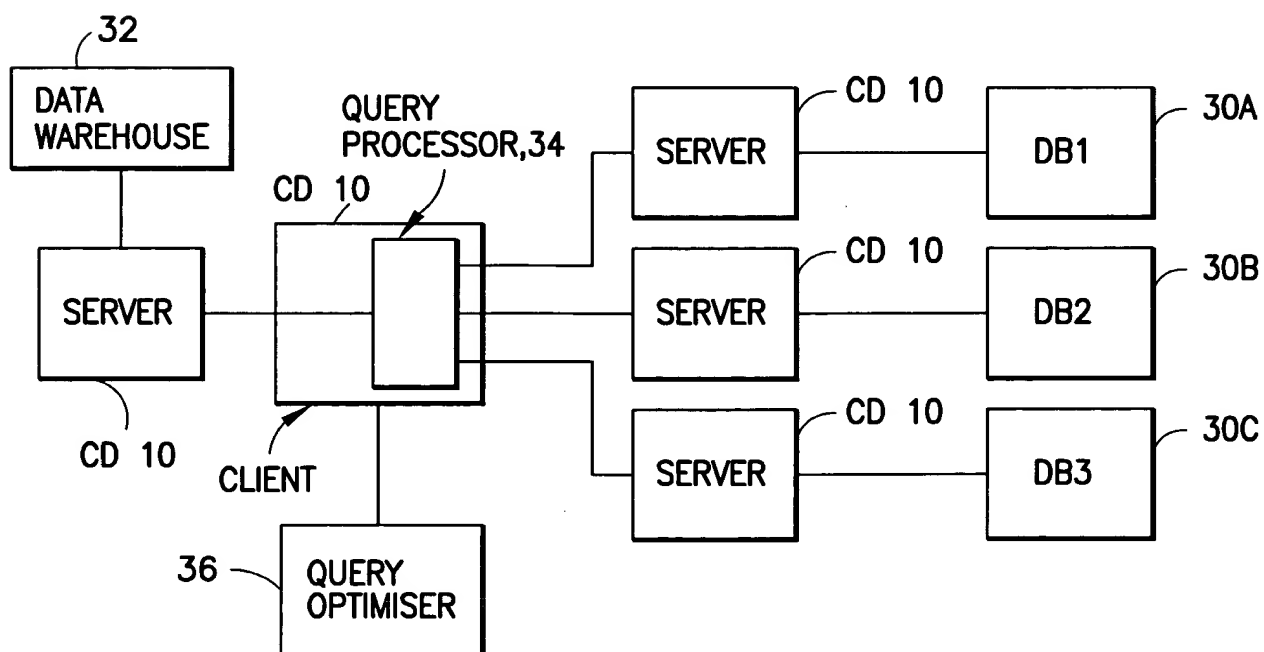 32
DATA
WAREHOUSE
QUERY
PROCESSOR,34
CD 10
CD 10
SERVER
DB1
30A
SERVER
CD 10
CLIENT
CD 10
SERVER
DB2
30B
CD 10
SERVER
DB3
30C
36
QUERY
OPTIMISER